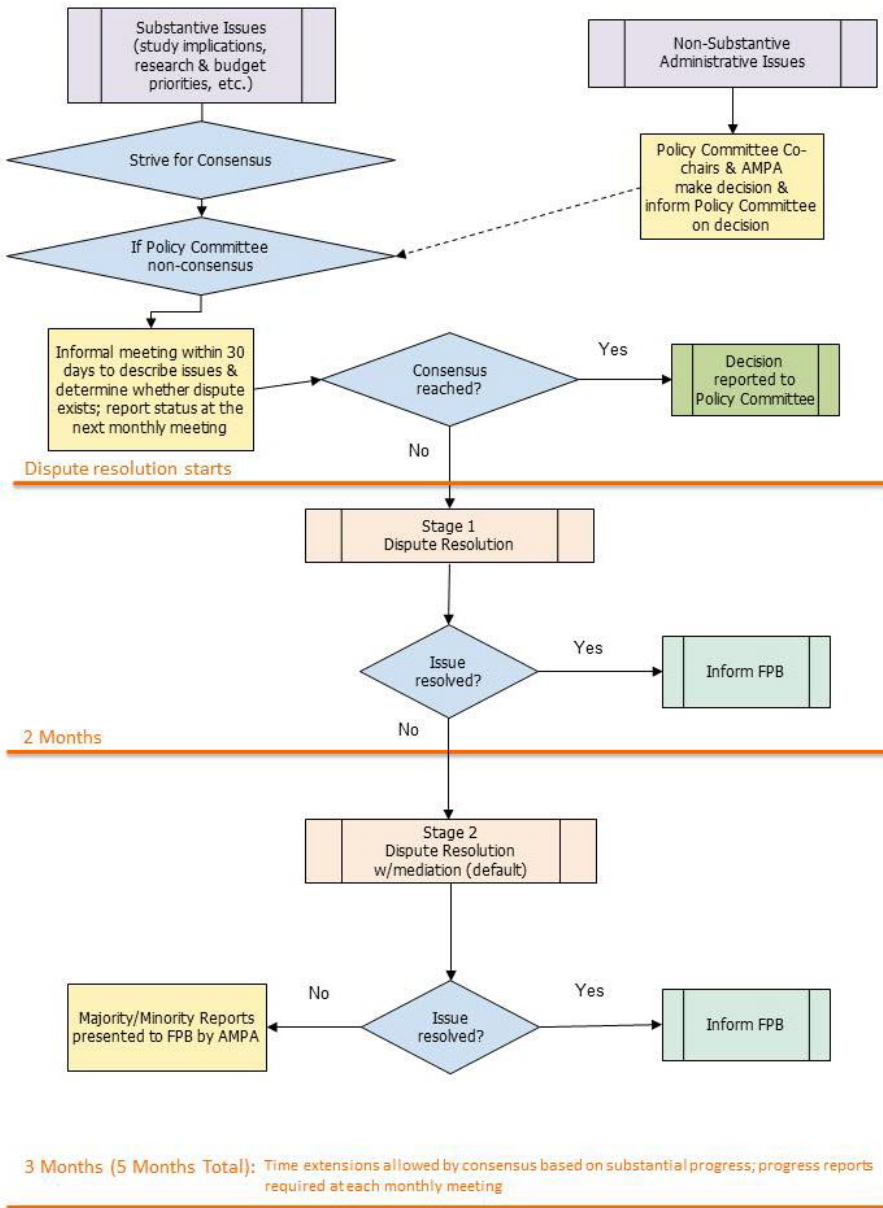 Substantive Issues
(study implications,
research & budget
priorities, etc.)
Non-Substantive
Administrative Issues
Strive for Consensus
Policy Committee Co-
chairs & AMPA
make decision &
inform Policy Committee
on decision
If Policy Committee
non-consensus
Informal meeting within 30
days to describe issues &
determine whether dispute
exists; report status at the
next monthly meeting
Consensus
reached?
Yes
Decision
reported to
Policy Committee
No
Dispute resolution starts
Stage 1
Dispute Resolution
Issue
resolved?
Yes
Inform FPB
No
2 Months
Stage 2
Dispute Resolution
w/mediation (default)
No
Majority/Minority Reports
presented to FPB by AMPA
Issue
resolved?
Yes
Inform FPB
3 Months (5 Months Total): Time extensions allowed by consensus based on substantial progress; progress reports
required at each monthly meeting